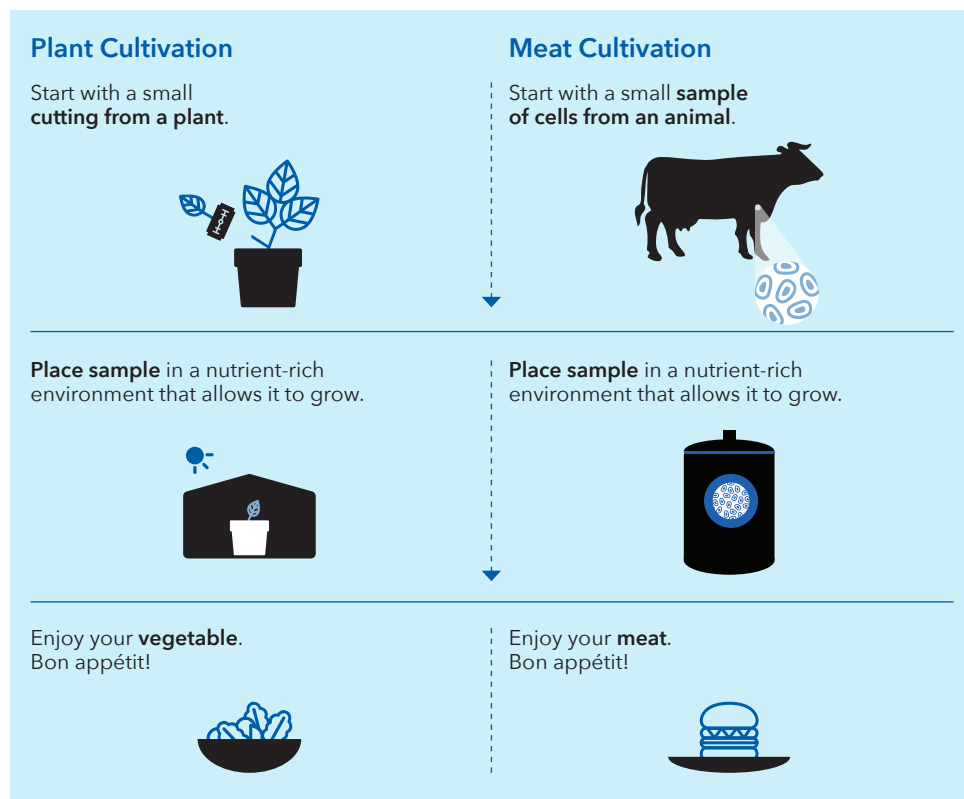 Plant Cultivation
Start with a small
cutting from a plant.
Meat Cultivation
Start with a small sample
of cells from an animal.
Place sample in a nutrient-rich
environment that allows it to grow.
Place sample in a nutrient-rich
environment that allows it to grow.
Enjoy your vegetable.
Bon appétit!
Enjoy your meat.
Bon appétit!